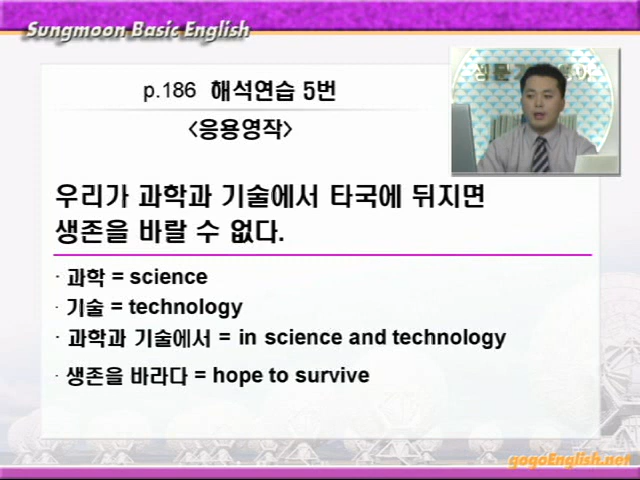 Sungmoon Basic English
p.186 해석연습 5번
<응용영작>
우리가 과학과 기술에서 타국에 뒤지면
생존을 바랄 수 없다.
· 과학 = science
· 기술 = technology
· 과학과 기술에서 = in science and technology
· 생존을 바라다 = hope to survive
gogoEnglish.net